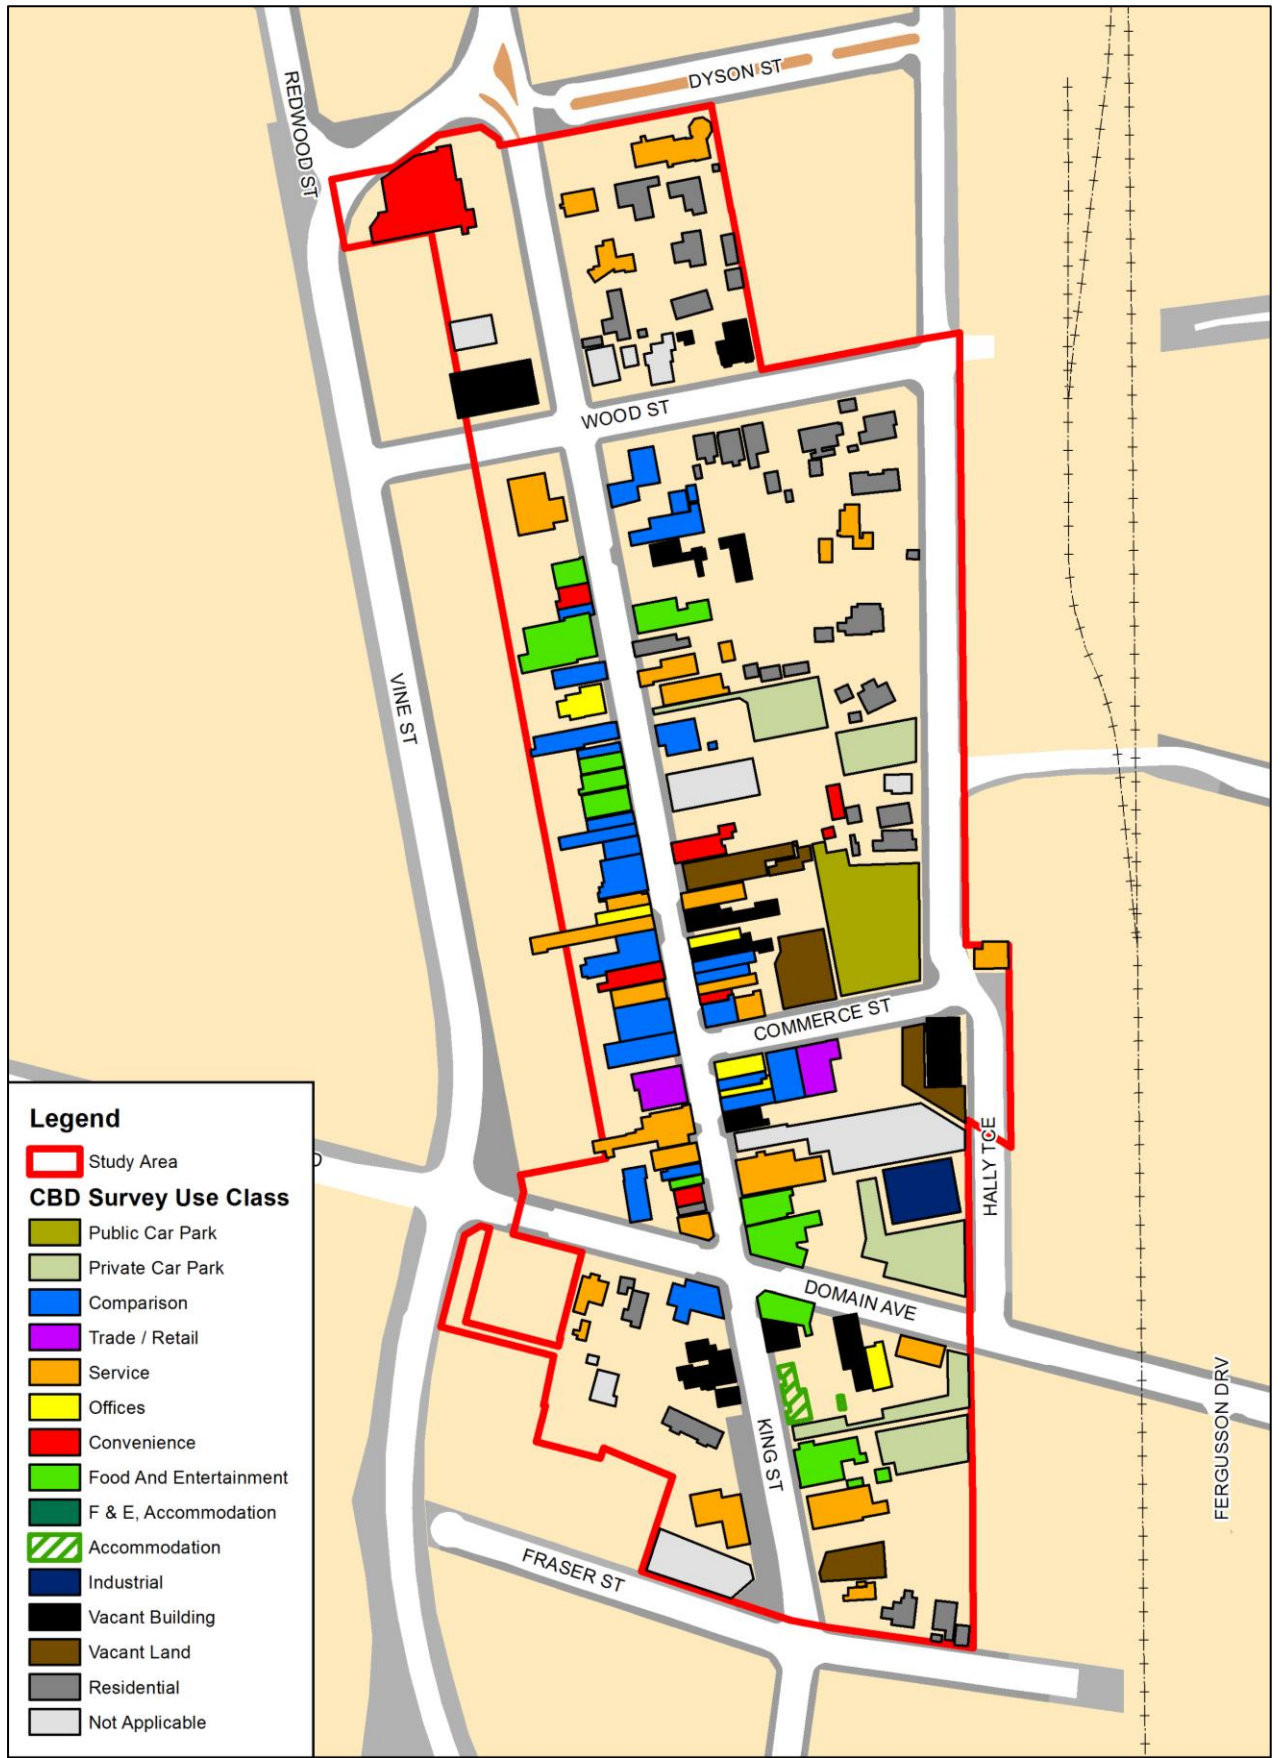 DYSON ST
REDWOOD ST
WOOD ST
VINE ST
COMMERCE ST
HALLY TCE
DOMAIN AVE
KING ST
FERGUSSON DRV
FRASER ST
D
Legend
Study Area
CBD Survey Use Class
Public Car Park
Private Car Park
Comparison
Trade / Retail
Service
Offices
Convenience
Food And Entertainment
F & E, Accommodation
Accommodation
Industrial
Vacant Building
Vacant Land
Residential
Not Applicable